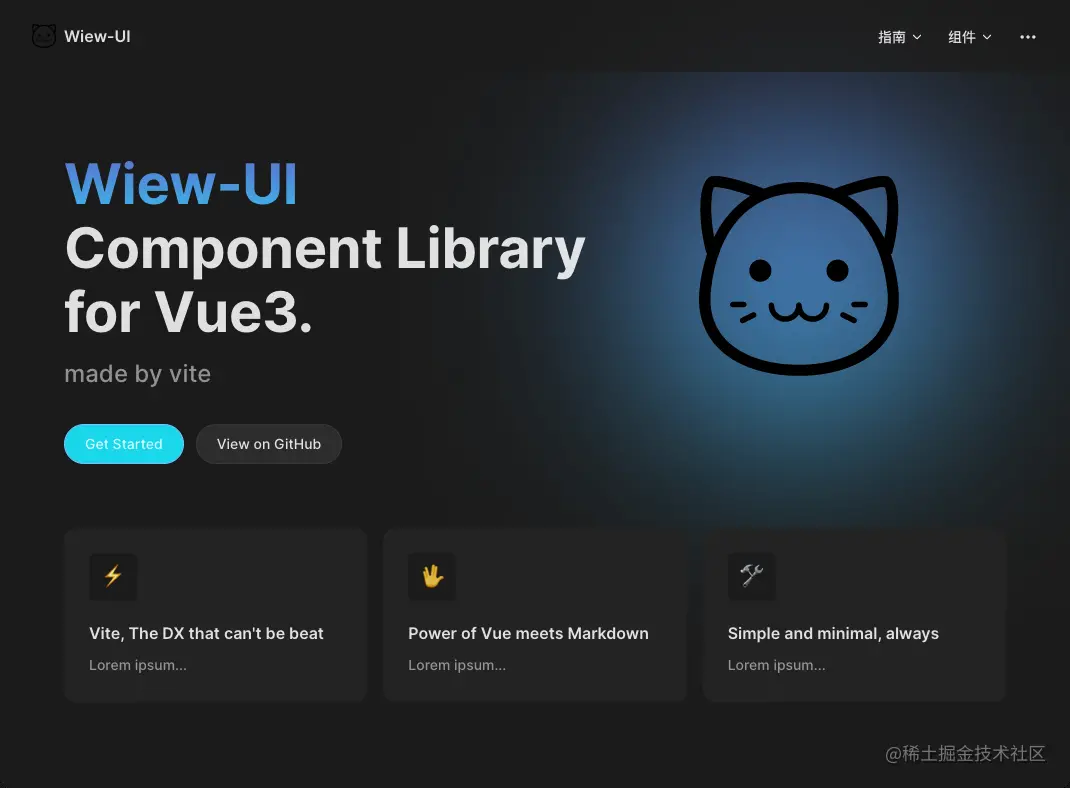 Wiew-UI
指南
组件
Wiew-UI
Component Library
for Vue3.
made by vite
Get Started
View on GitHub
Vite, The DX that can't be beat
Lorem ipsum...
Power of Vue meets Markdown
Lorem ipsum...
Simple and minimal, always
Lorem ipsum...
@稀土掘金技术社区